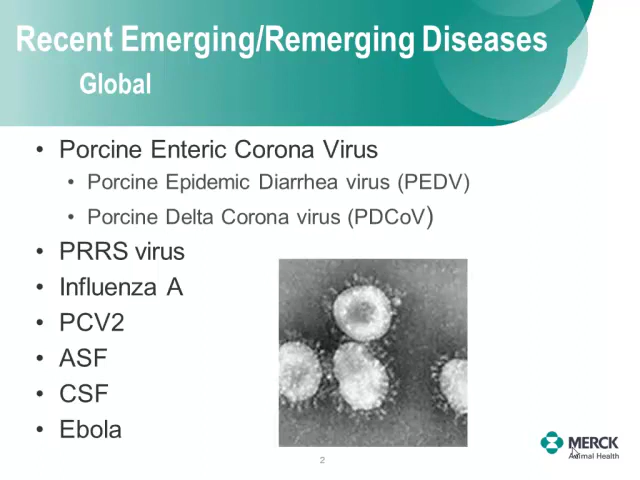 Recent Emerging/Remerging Diseases
Global
• Porcine Enteric Corona Virus
• Porcine Epidemic Diarrhea virus (PEDV)
• Porcine Delta Corona virus (PDCoV)
• PRRS virus
• Influenza A
• PCV2
• ASF
• CSF
• Ebola
MERCK
Animal Health
2